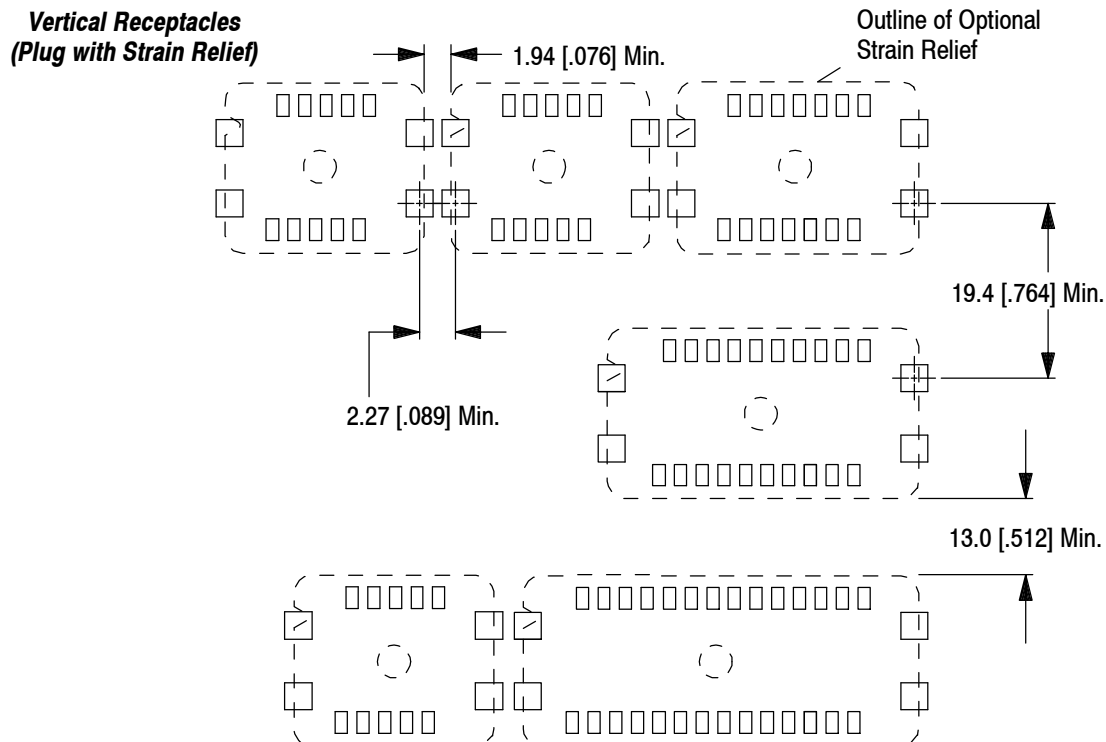 Vertical Receptacles
(Plug with Strain Relief)
1.94 [.076] Min.
Outline of Optional
Strain Relief
19.4 [.764] Min.
2.27 [.089] Min.
13.0 [.512] Min.